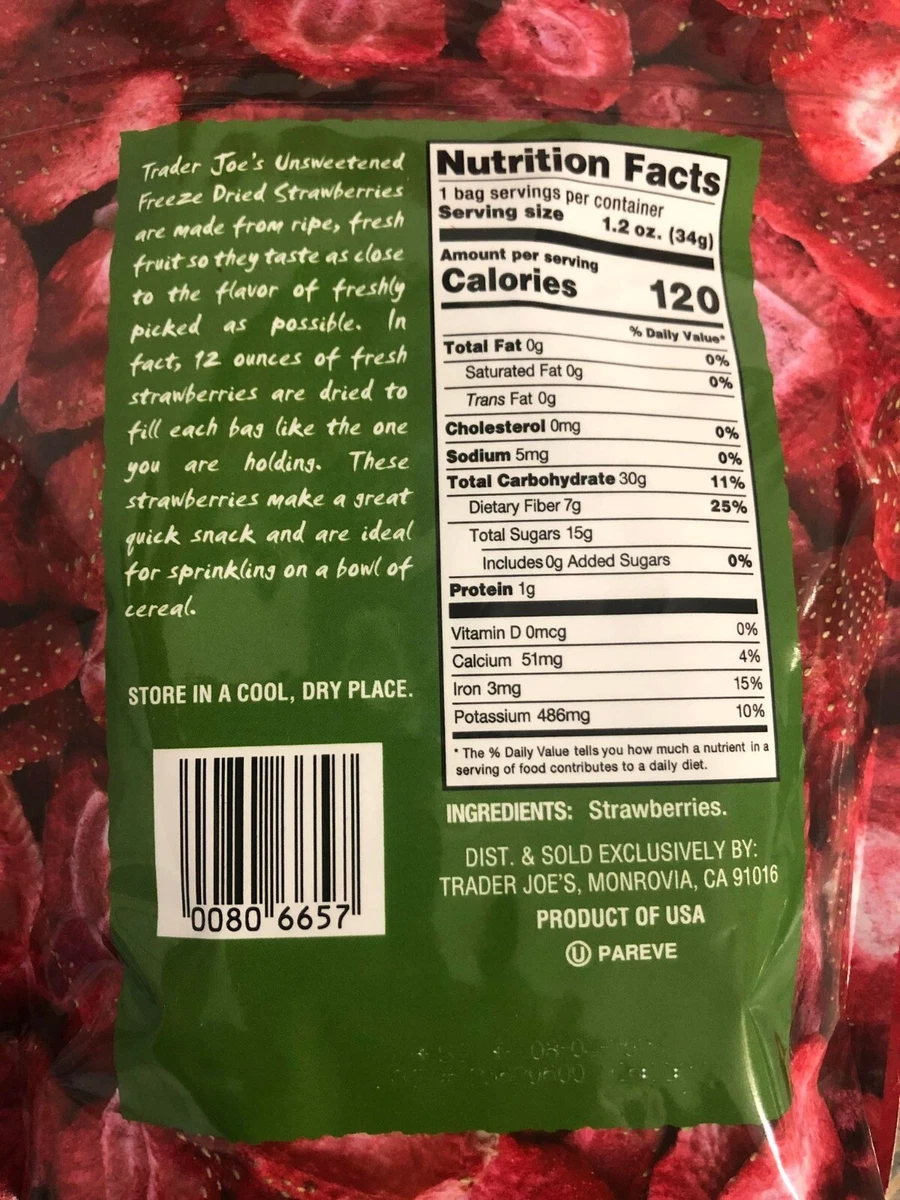 Trader Joe's Unsweetened
Freeze Dried Strawberries
are made from ripe, fresh
fruit so they taste as close
to the flavor of freshly
picked as possible. In
fact, 12 ounces of fresh
strawberries are dried to
fill each bag like the one
you are holding. These
strawberries make a great
quick snack and are ideal
for sprinkling on a bowl of
cereal.
STORE IN A COOL, DRY PLACE.
0080 6657
Nutrition Facts
1 bag servings per container
Serving size 1.2 oz. (34g)
Amount per serving
Calories 120
% Daily Value*
Total Fat 0g 0%
Saturated Fat 0g 0%
Trans Fat 0g
Cholesterol 0mg 0%
Sodium 5mg 0%
Total Carbohydrate 30g 11%
Dietary Fiber 7g 25%
Total Sugars 15g
Includes 0g Added Sugars 0%
Protein 1g
Vitamin D 0mcg 0%
Calcium 51mg 4%
Iron 3mg 15%
Potassium 486mg 10%
* The % Daily Value tells you how much a nutrient in a
serving of food contributes to a daily diet.
INGREDIENTS: Strawberries.
DIST. & SOLD EXCLUSIVELY BY:
TRADER JOE'S, MONROVIA, CA 91016
PRODUCT OF USA
Ⓤ PAREVE